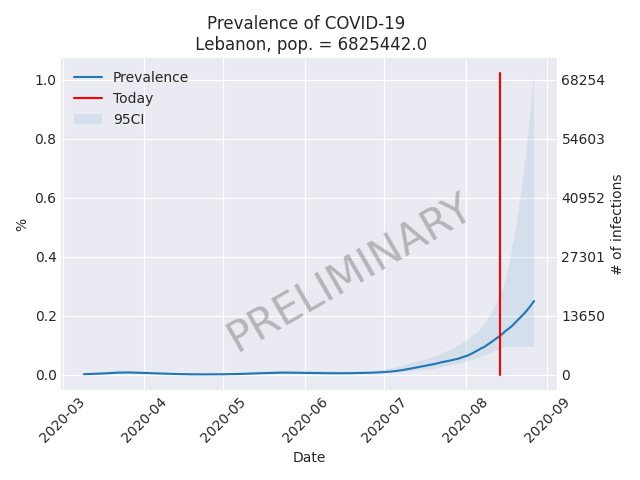 Prevalence of COVID-19
Lebanon, pop. = 6825442.0
Prevalence
Today
95CI
1.0
0.8
0.6
0.4
0.2
0.0
%
68254
54603
40952
27301
13650
0
# of infections
PRELIMINARY
2020-03
2020-04
2020-05
2020-06
2020-07
2020-08
2020-09
Date